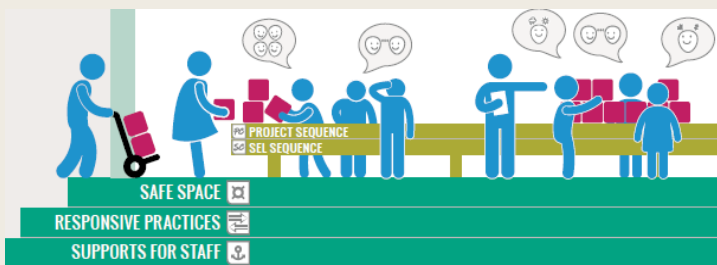 PROJECT SEQUENCE
SEL SEQUENCE
SAFE SPACE
RESPONSIVE PRACTICES
SUPPORTS FOR STAFF